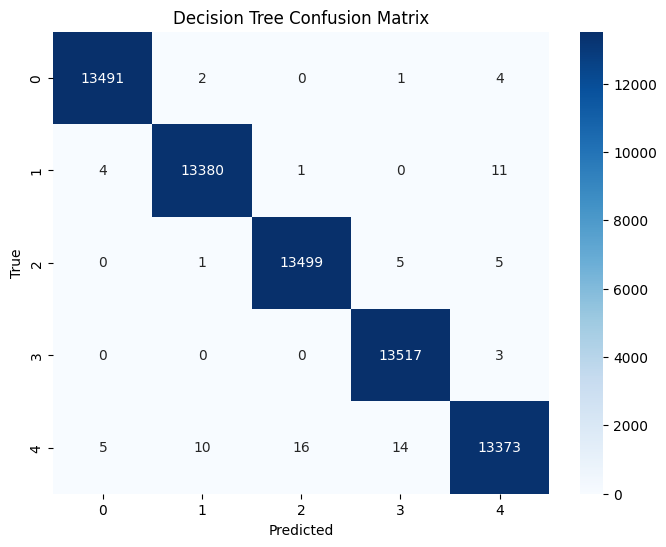 Decision Tree Confusion Matrix
0 13491 2 0 1 4
1 4 13380 1 0 11
2 0 1 13499 5 5
3 0 0 0 13517 3
4 5 10 16 14 13373
0 1 2 3 4
True
Predicted
12000
10000
8000
6000
4000
2000
0